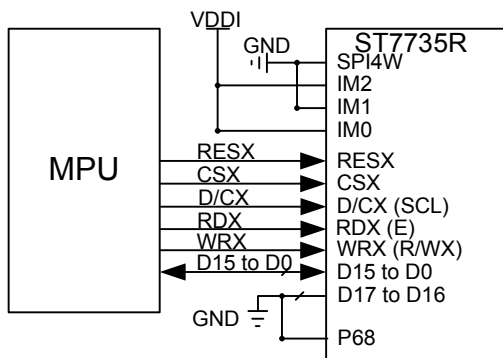 VDDI
GND
ST7735R
SPI4W
IM2
IM1
IM0
MPU
RESX
RESX
CSX
CSX
D/CX
D/CX (SCL)
RDX
RDX (E)
WRX
WRX (R/WX)
D15 to D0
D15 to D0
D17 to D16
GND
P68